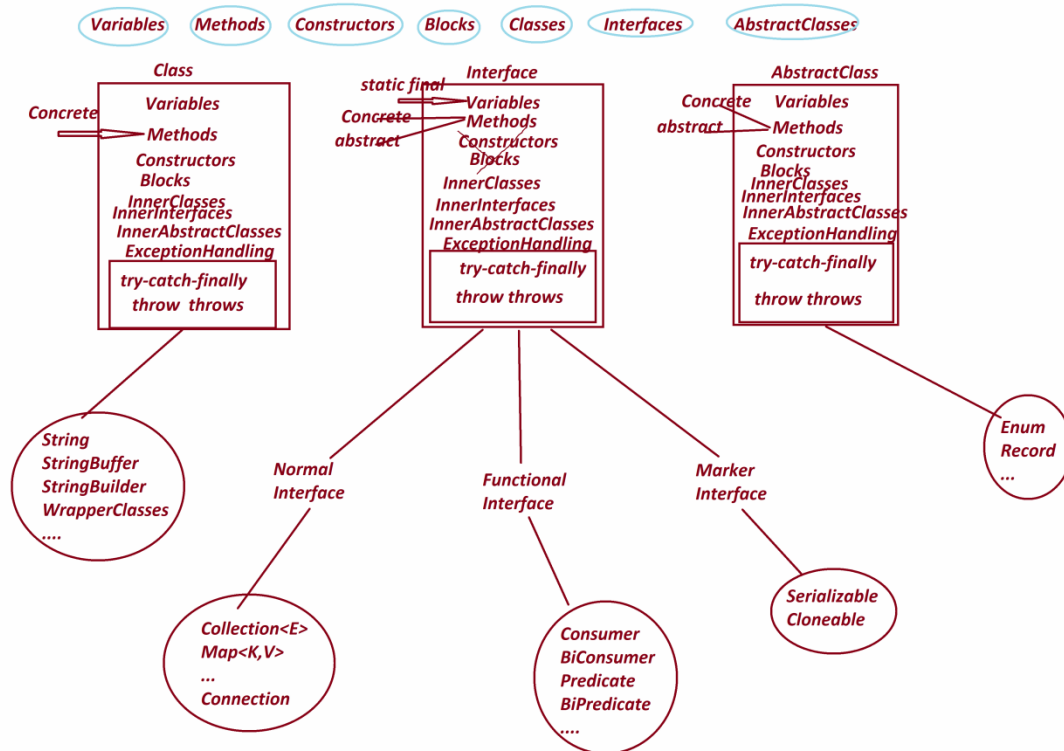 Variables Methods Constructors Blocks Classes Interfaces AbstractClasses
Class
Concrete
Variables
Methods
Constructors
Blocks
InnerClasses
InnerInterfaces
InnerAbstractClasses
ExceptionHandling
try-catch-finally
throw throws
Interface
static final
Concrete
abstract
Variables
Methods
Constructors
Blocks
InnerClasses
InnerInterfaces
InnerAbstractClasses
ExceptionHandling
try-catch-finally
throw throws
AbstractClass
Concrete
abstract
Variables
Methods
Constructors
Blocks
InnerClasses
InnerInterfaces
InnerAbstractClasses
ExceptionHandling
try-catch-finally
throw throws
String
StringBuffer
StringBuilder
WrapperClasses
....
Normal
Interface
Functional
Interface
Marker
Interface
Enum
Record
...
Collection<E>
Map<K,V>
...
Connection
Consumer
BiConsumer
Predicate
BiPredicate
....
Serializable
Cloneable